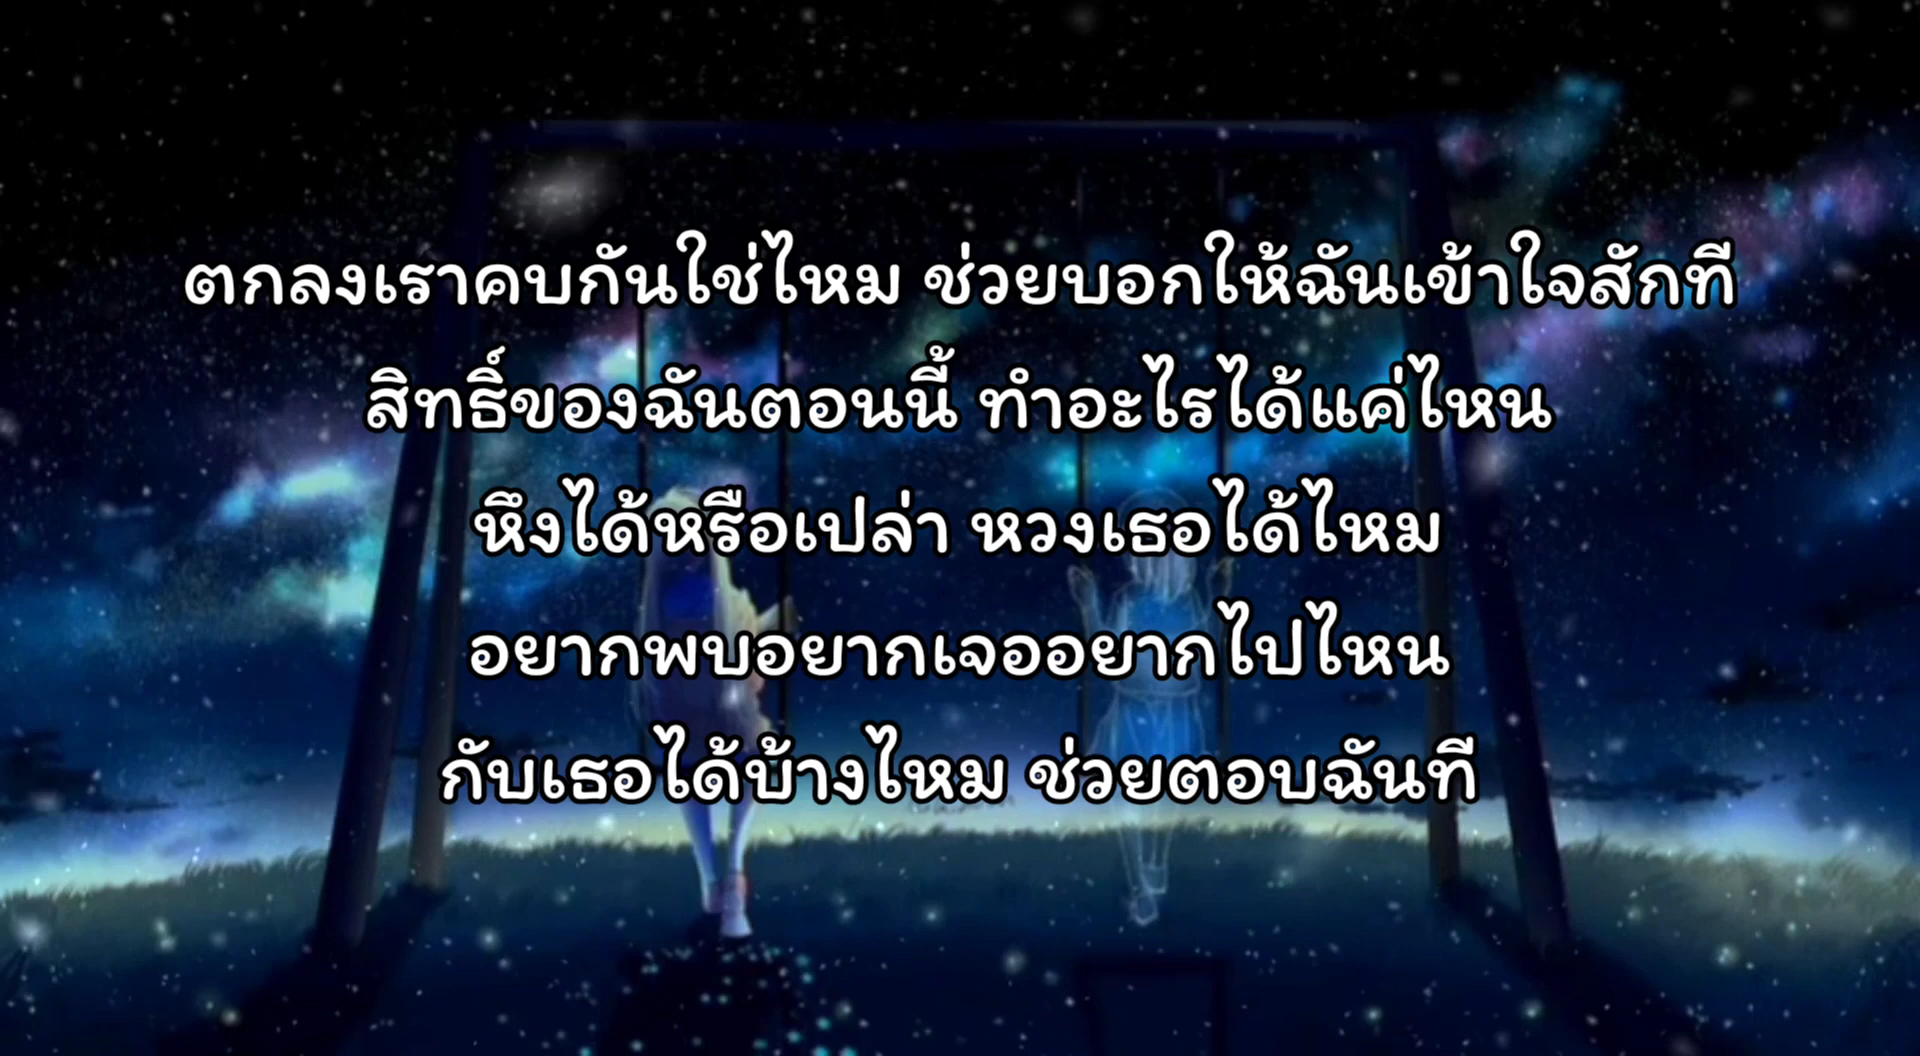 ตกลงเราคบกันใช่ไหม ช่วยบอกให้ฉันเข้าใจสักที
สิทธิ์ของฉันตอนนี้ ทำอะไรได้แค่ไหน
หึงได้หรือเปล่า หวงเธอได้ไหม
อยากพบอยากเจออยากไปไหน
กับเธอได้บ้างไหม ช่วยตอบฉันที